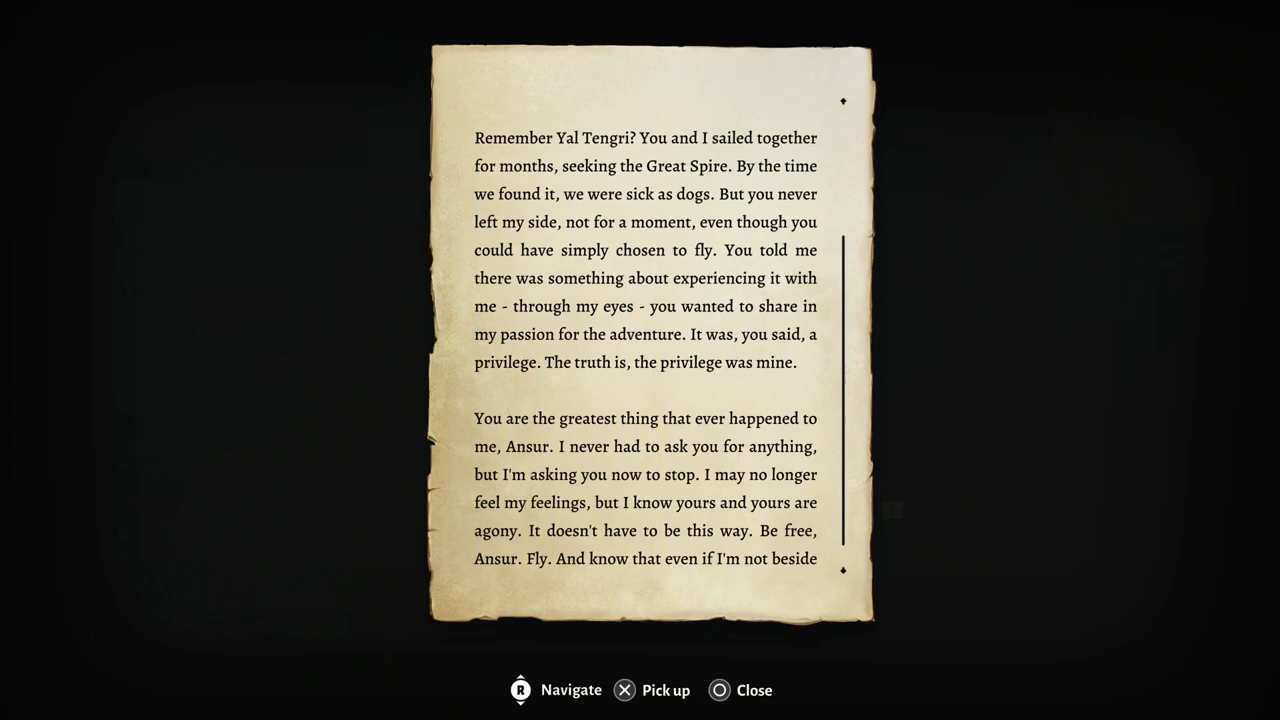 Remember Yal Tengri? You and I sailed together
for months, seeking the Great Spire. By the time
we found it, we were sick as dogs. But you never
left my side, not for a moment, even though you
could have simply chosen to fly. You told me
there was something about experiencing it with
me - through my eyes - you wanted to share in
my passion for the adventure. It was, you said, a
privilege. The truth is, the privilege was mine.
You are the greatest thing that ever happened to
me, Ansur. I never had to ask you for anything,
but I'm asking you now to stop. I may no longer
feel my feelings, but I know yours and yours are
agony. It doesn't have to be this way. Be free,
Ansur. Fly. And know that even if I'm not beside
R Navigate Pick up Close